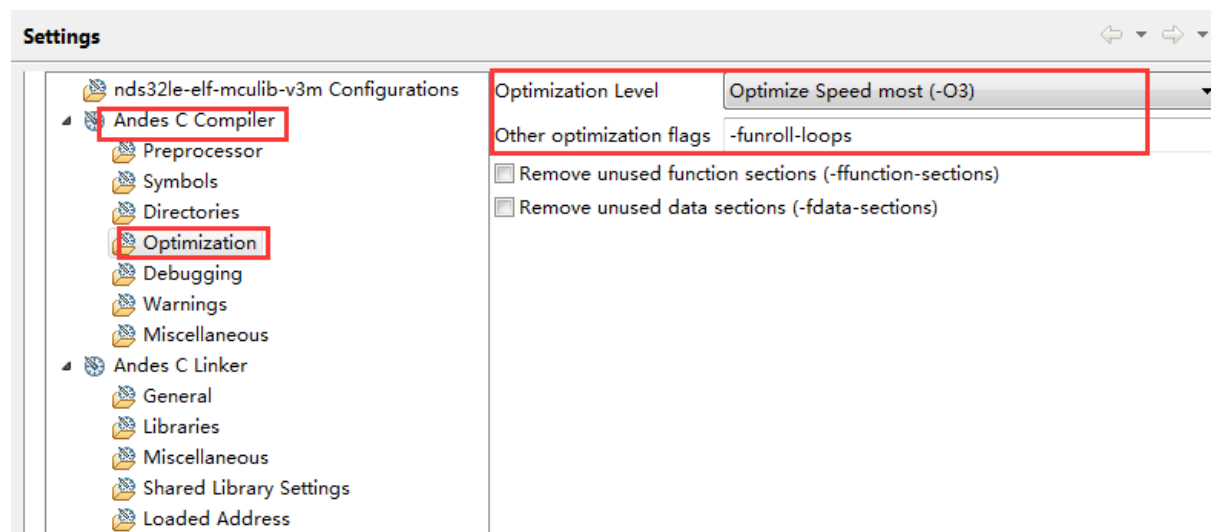 Settings
nds32le-elf-mculib-v3m Configurations
Andes C Compiler
Preprocessor
Symbols
Directories
Optimization
Debugging
Warnings
Miscellaneous
Andes C Linker
General
Libraries
Miscellaneous
Shared Library Settings
Loaded Address
Optimization Level Optimize Speed most (-O3)
Other optimization flags -funroll-loops
Remove unused function sections (-ffunction-sections)
Remove unused data sections (-fdata-sections)